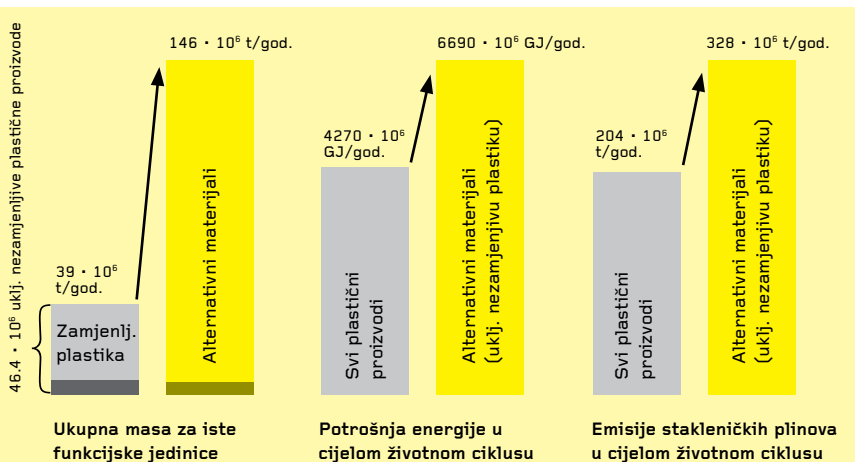 46.4 · 10⁶ uklj. nezamjenljive plastične proizvode
39 · 10⁶
t/god.
Zamjenlj.
plastika
146 · 10⁶ t/god.
Alternativni materijali
Ukupna masa za iste
funkcijske jedinice
4270 · 10⁶
GJ/god.
Svi plastični
proizvodi
6690 · 10⁶ GJ/god.
Alternativni materijali
(uklj. nezamjenjivu plastiku)
Potrošnja energije u
cijelom životnom ciklusu
204 · 10⁶
t/god.
Svi plastični
proizvodi
328 · 10⁶ t/god.
Alternativni materijali
(uklj. nezamjenjivu plastiku)
Emisije stakleničkih plinova
u cijelom životnom ciklusu